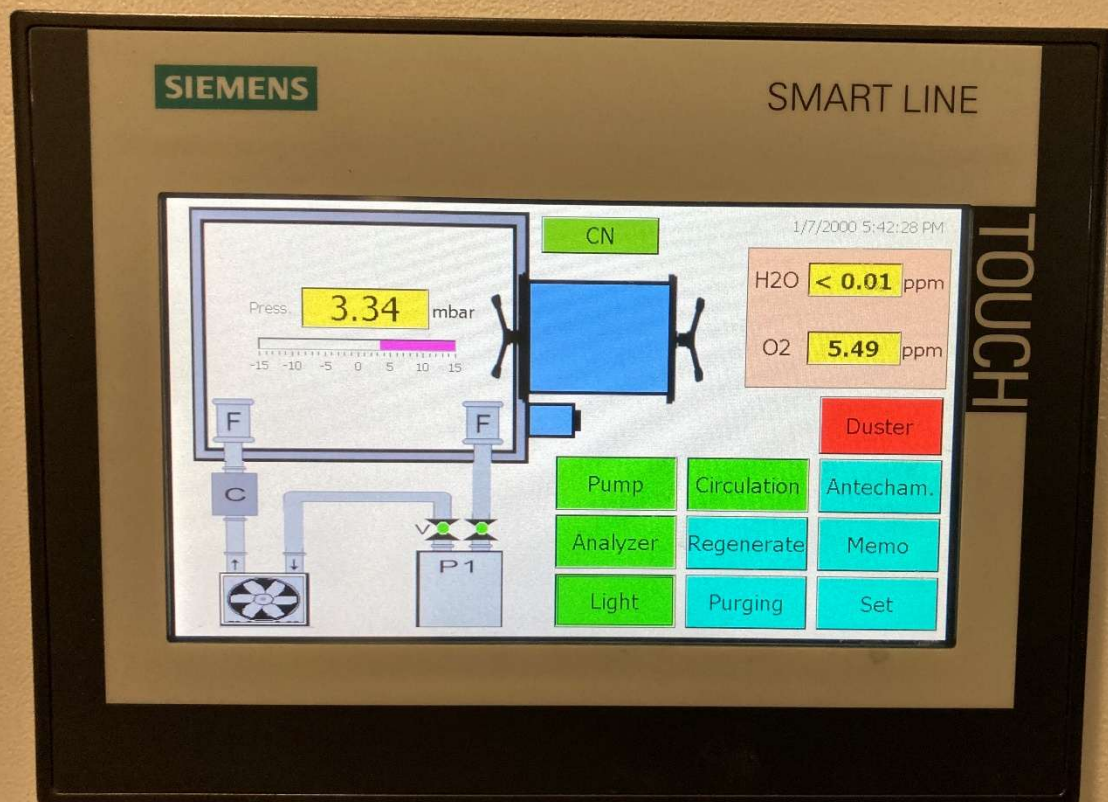 SIEMENS
SMART LINE
TOUCH
CN
1/7/2000 5:42:28 PM
Press. 3.34 mbar
-15 -10 -5 0 5 10 15
H2O < 0.01 ppm
O2 5.49 ppm
F
F
Duster
C
Pump Circulation Antecham.
V
Analyzer Regenerate Memo
P1
Light Purging Set